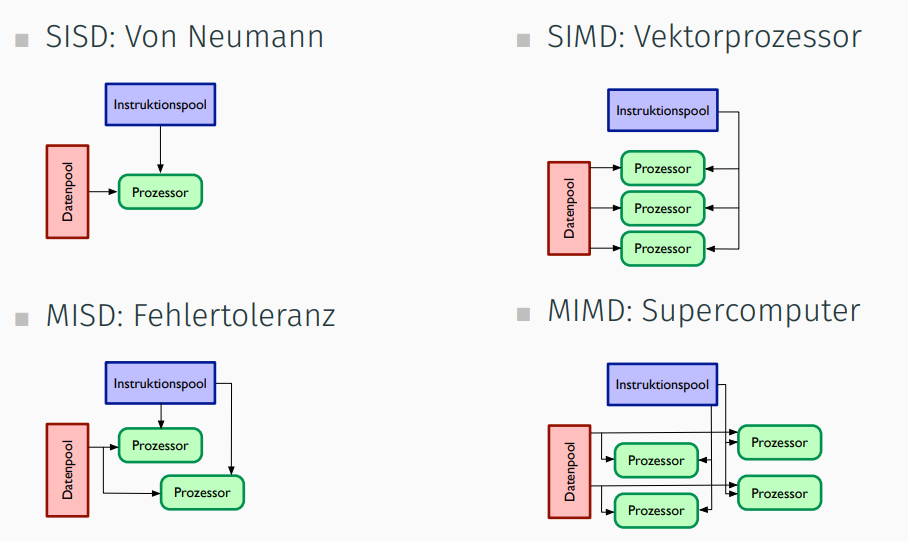 SISD: Von Neumann
Instruktionspool
Datenpool
Prozessor
SIMD: Vektorprozessor
Instruktionspool
Datenpool
Prozessor
Prozessor
Prozessor
MISD: Fehlertoleranz
Instruktionspool
Datenpool
Prozessor
Prozessor
MIMD: Supercomputer
Instruktionspool
Datenpool
Prozessor
Prozessor
Prozessor
Prozessor